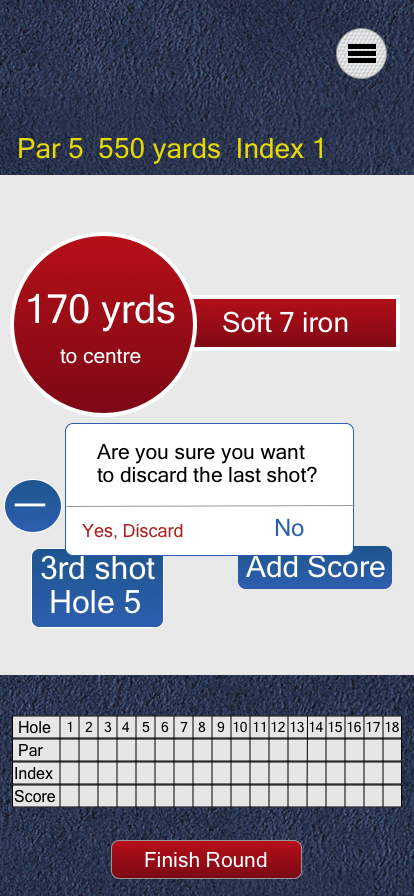 Par 5  550 yards  Index 1
170 yrds
to centre
Soft 7 iron
Are you sure you want
to discard the last shot?
Yes, Discard
No
3rd shot
Hole 5
Add Score
Hole 1 2 3 4 5 6 7 8 9 10 11 12 13 14 15 16 17 18
Par
Index
Score
Finish Round